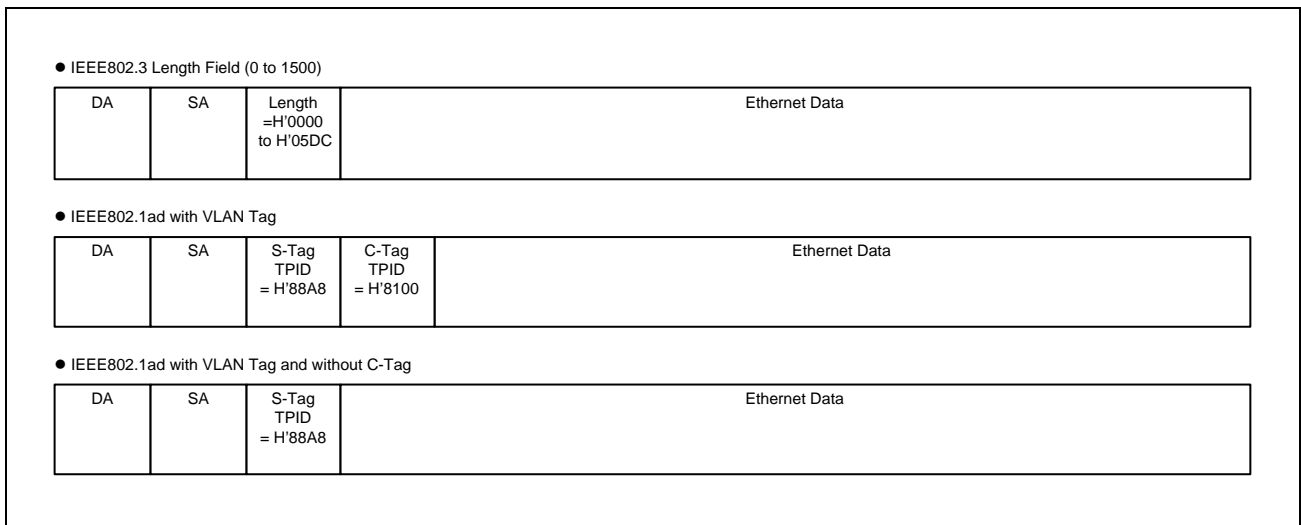 ● IEEE802.3 Length Field (0 to 1500)
DA
SA
Length
=H'0000
to H'05DC
Ethernet Data
● IEEE802.1ad with VLAN Tag
DA
SA
S-Tag
TPID
= H'88A8
C-Tag
TPID
= H'8100
Ethernet Data
● IEEE802.1ad with VLAN Tag and without C-Tag
DA
SA
S-Tag
TPID
= H'88A8
Ethernet Data